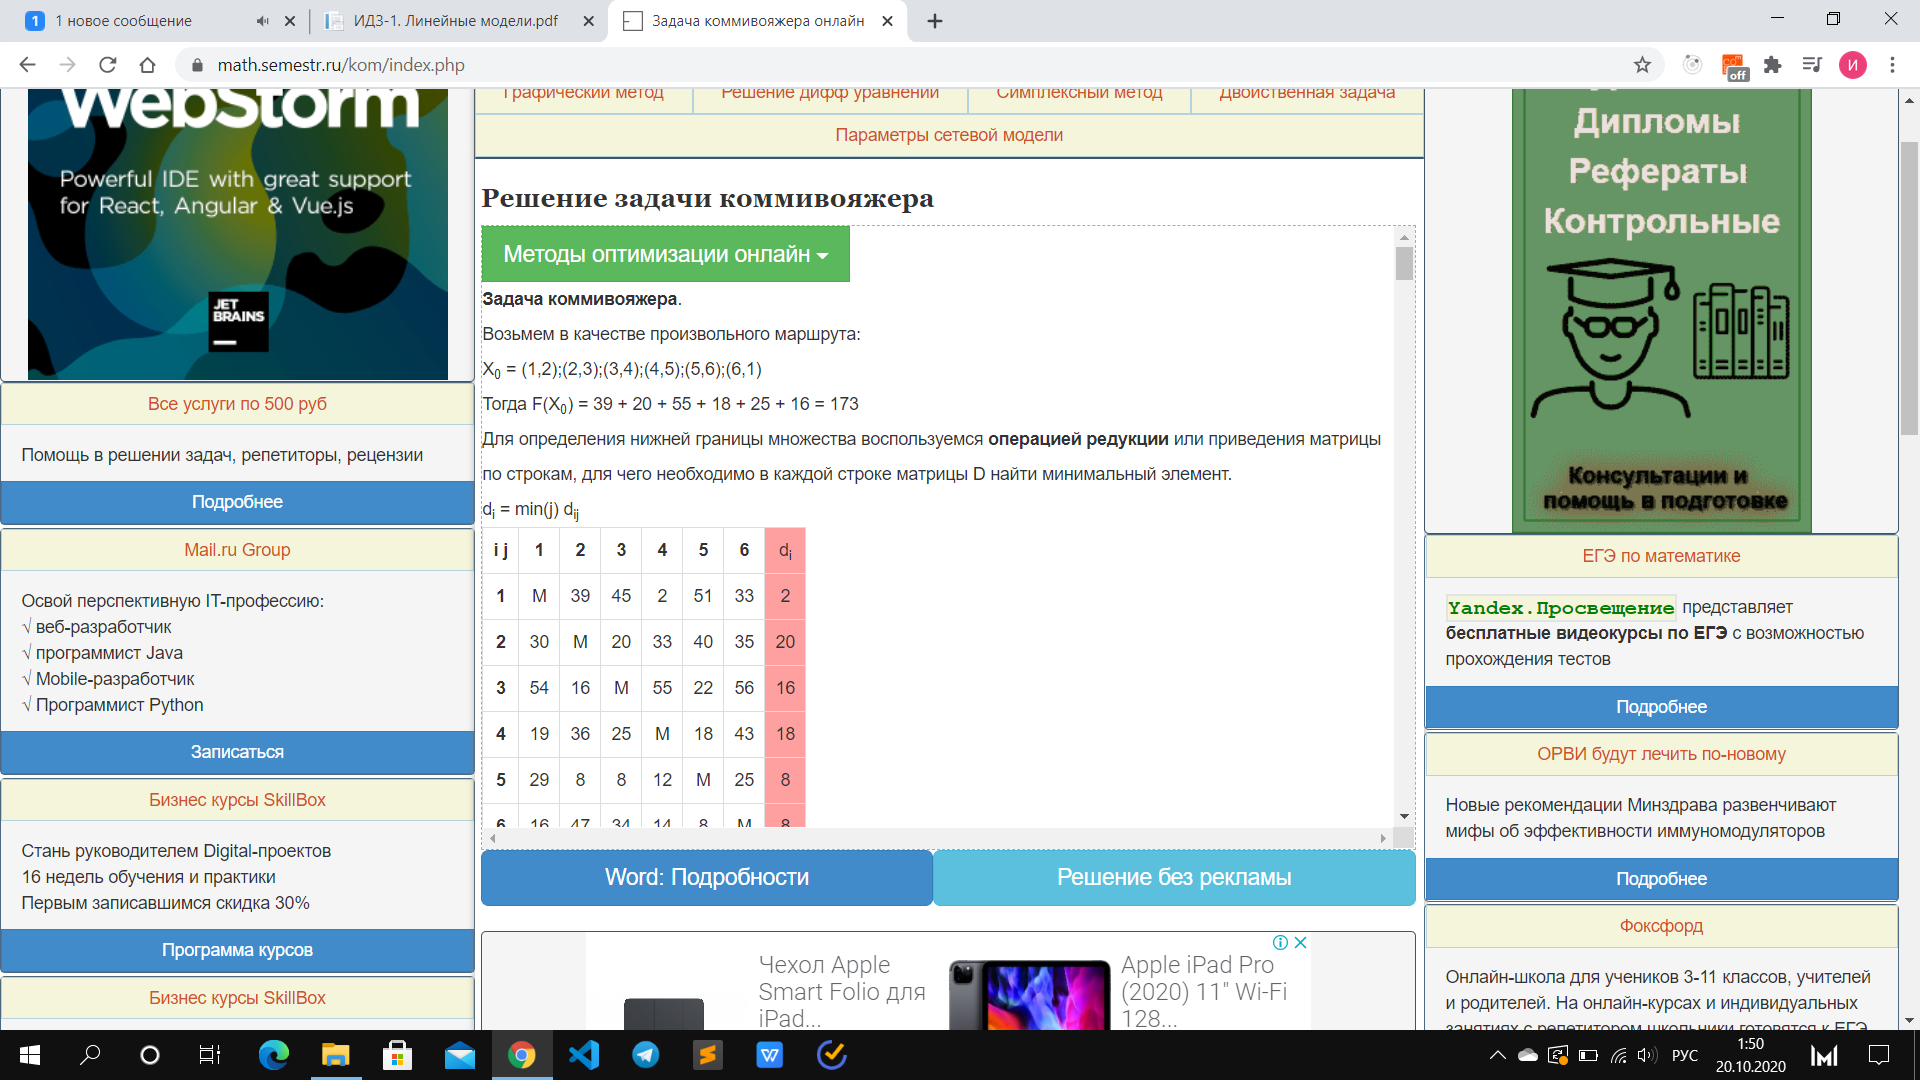 1 новое сообщение
ИДЗ-1. Линейные модели.pdf
Задача коммивояжера онлайн
math.semestr.ru/kom/index.php
off
И
WebStorm
Powerful IDE with great support
for React, Angular & Vue.js
JET
BRAINS
Все услуги по 500 руб
Помощь в решении задач, репетиторы, рецензии
Подробнее
Mail.ru Group
Освой перспективную IT-профессию:
√ веб-разработчик
√ программист Java
√ Mobile-разработчик
√ Программист Python
Записаться
Бизнес курсы SkillBox
Стань руководителем Digital-проектов
16 недель обучения и практики
Первым записавшимся скидка 30%
Программа курсов
Бизнес курсы SkillBox
Графический метод
Решение дифф уравнений
Симплексный метод
Двойственная задача
Параметры сетевой модели
Решение задачи коммивояжера
Методы оптимизации онлайн
Задача коммивояжера.
Возьмем в качестве произвольного маршрута:
X0 = (1,2);(2,3);(3,4);(4,5);(5,6);(6,1)
Тогда F(X0) = 39 + 20 + 55 + 18 + 25 + 16 = 173
Для определения нижней границы множества воспользуемся операцией редукции или приведения матрицы
по строкам, для чего необходимо в каждой строке матрицы D найти минимальный элемент.
di = min(j) dij
i j 1 2 3 4 5 6 di
1 M 39 45 2 51 33 2
2 30 M 20 33 40 35 20
3 54 16 M 55 22 56 16
4 19 36 25 M 18 43 18
5 29 8 8 12 M 25 8
6 16 47 34 14 8 M 8
Word: Подробности
Решение без рекламы
Чехол Apple
Smart Folio для
iPad...
Apple iPad Pro
(2020) 11" Wi-Fi
128...
Дипломы
Рефераты
Контрольные
Консультации и
помощь в подготовке
ЕГЭ по математике
Yandex.Просвещение представляет
бесплатные видеокурсы по ЕГЭ с возможностью
прохождения тестов
Подробнее
ОРВИ будут лечить по-новому
Новые рекомендации Минздрава развенчивают
мифы об эффективности иммуномодуляторов
Подробнее
Фоксфорд
Онлайн-школа для учеников 3-11 классов, учителей
и родителей. На онлайн-курсах и индивидуальных
занятиях с репетитором школьники готовятся к ЕГЭ
РУС
1:50
20.10.2020